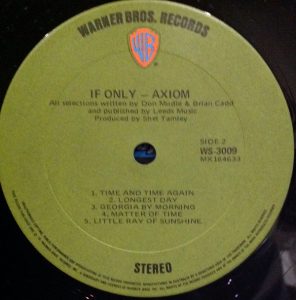 WARNER BROS. RECORDS
IF ONLY – AXIOM
All selections written by Don Mudie & Brian Cadd
and published by Leeds Music
Produced by Shel Talmy
SIDE 2
WS-3009
MX164633
1. TIME AND TIME AGAIN
2. LONGEST DAY
3. GEORGIA BY MORNING
4. MATTER OF TIME
5. LITTLE RAY OF SUNSHINE
STEREO